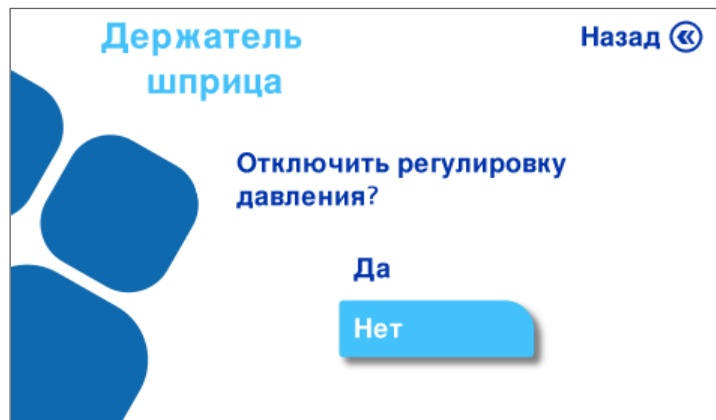 Держатель
шприца
Назад
Отключить регулировку
давления?
Да
Нет